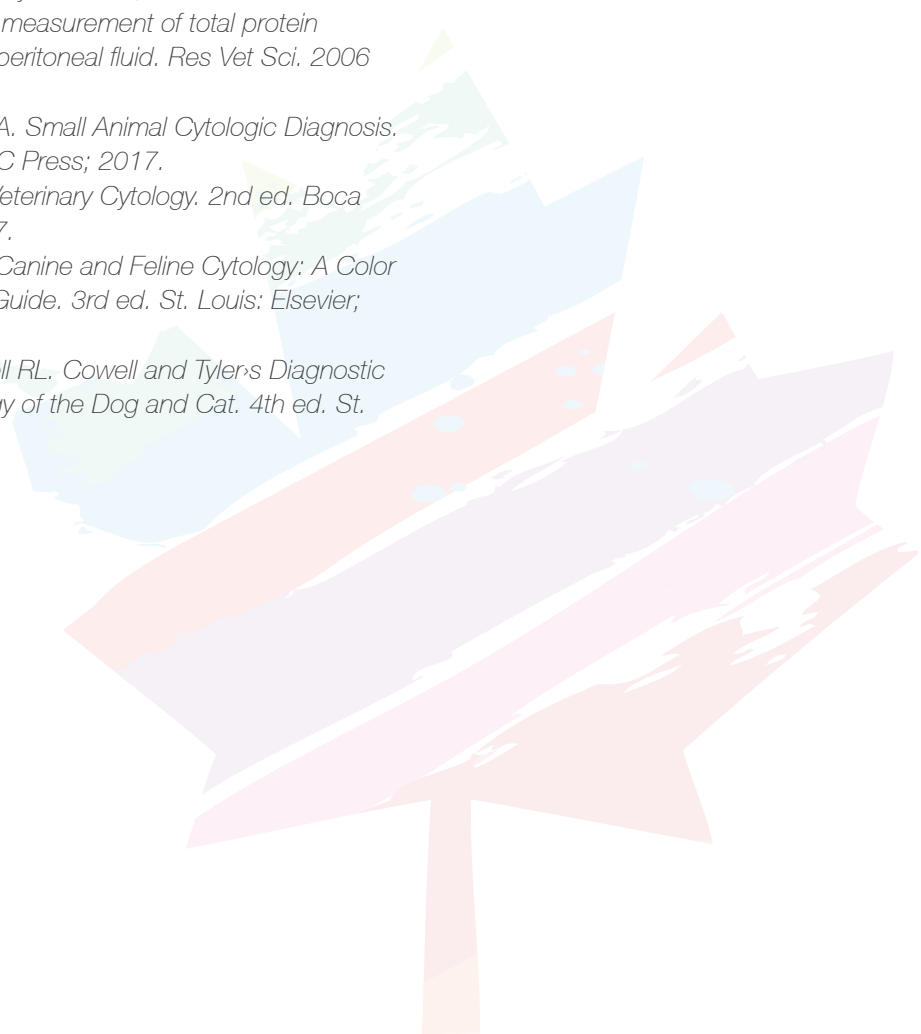 measurement of total protein
peritoneal fluid. Res Vet Sci. 2006
A. Small Animal Cytologic Diagnosis.
C Press; 2017.
Veterinary Cytology. 2nd ed. Boca
7.
Canine and Feline Cytology: A Color
Guide. 3rd ed. St. Louis: Elsevier;
ll RL. Cowell and Tyler›s Diagnostic
gy of the Dog and Cat. 4th ed. St.